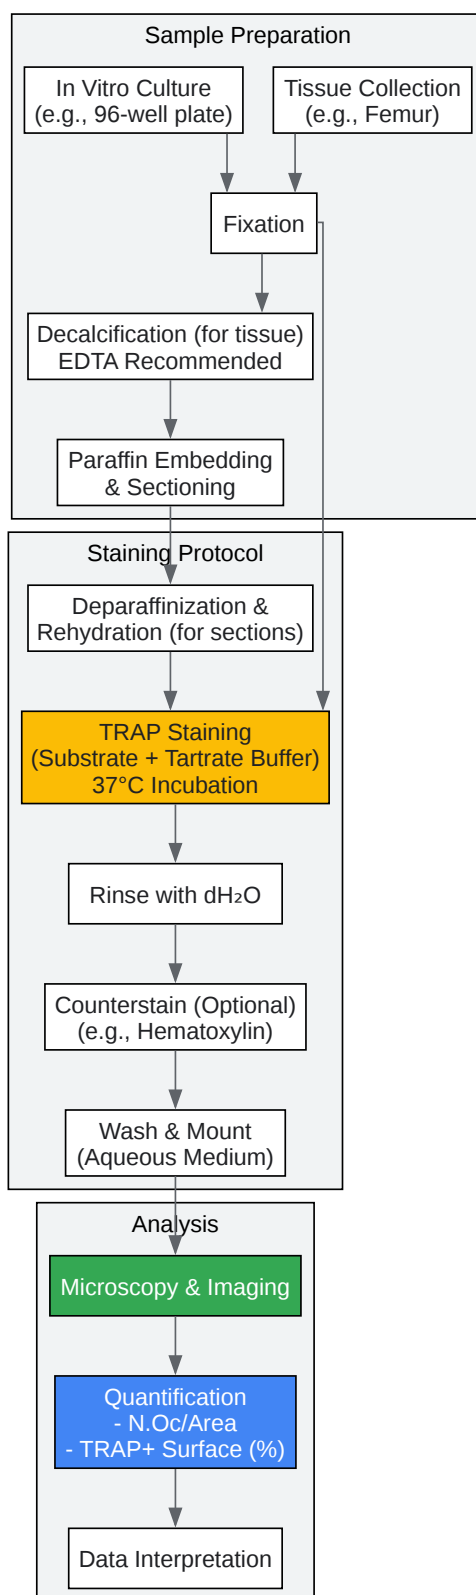 Sample Preparation
In Vitro Culture
(e.g., 96-well plate)
Tissue Collection
(e.g., Femur)
Fixation
Decalcification (for tissue)
EDTA Recommended
Paraffin Embedding
& Sectioning
Staining Protocol
Deparaffinization &
Rehydration (for sections)
TRAP Staining
(Substrate + Tartrate Buffer)
37°C Incubation
Rinse with dH₂O
Counterstain (Optional)
(e.g., Hematoxylin)
Wash & Mount
(Aqueous Medium)
Analysis
Microscopy & Imaging
Quantification
- N.Oc/Area
- TRAP+ Surface (%)
Data Interpretation